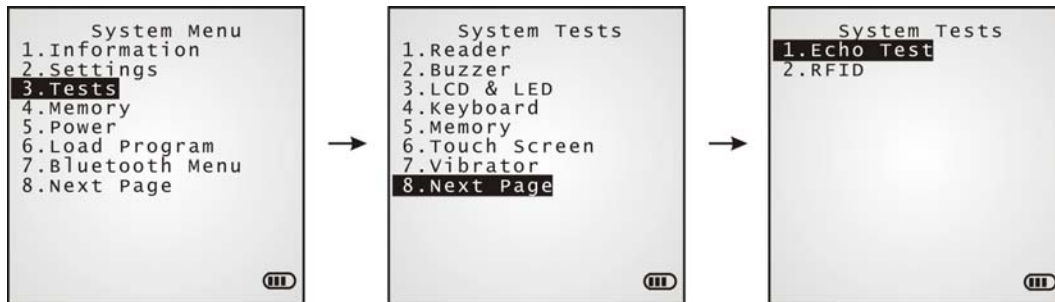 System Menu
1.Information
2.Settings
3.Tests
4.Memory
5.Power
6.Load Program
7.Bluetooth Menu
8.Next Page
System Tests
1.Reader
2.Buzzer
3.LCD & LED
4.Keyboard
5.Memory
6.Touch Screen
7.Vibrator
8.Next Page
System Tests
1.Echo Test
2.RFID